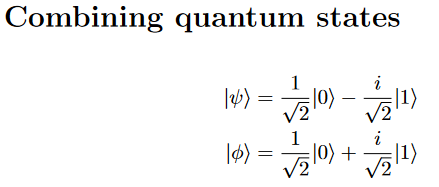 Combining quantum states
|ψ⟩ = 1/√2 |0⟩ − i/√2 |1⟩
|ϕ⟩ = 1/√2 |0⟩ + i/√2 |1⟩